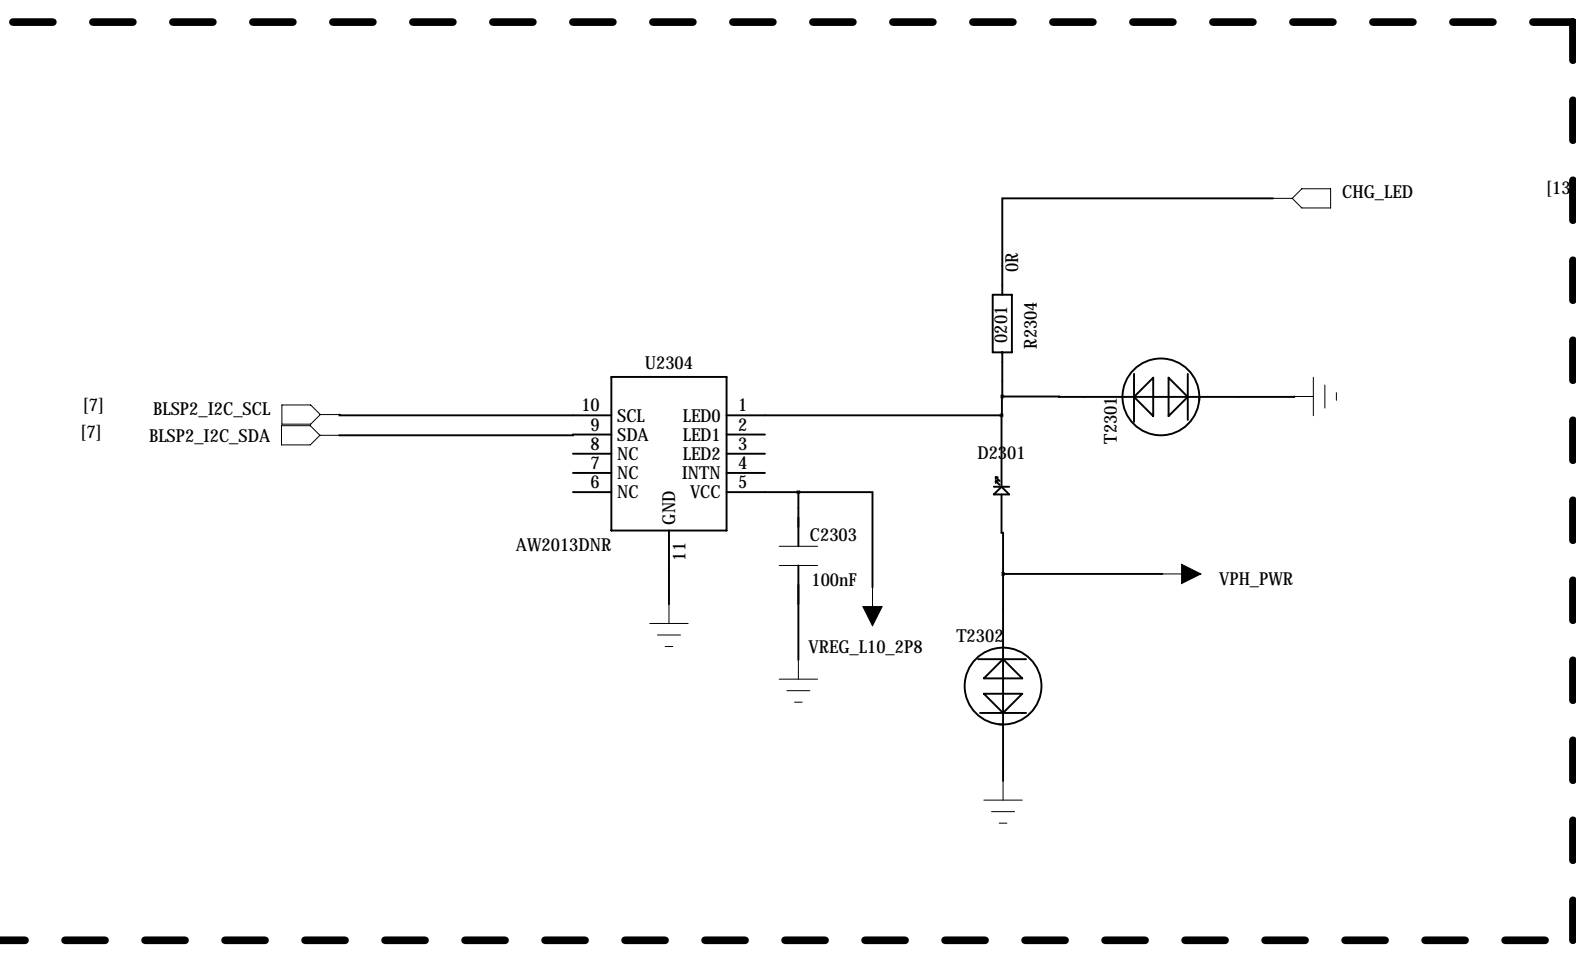 CHG_LED
[13
0R
0201
R2304
U2304
[7] BLSP2_I2C_SCL
[7] BLSP2_I2C_SDA
10 SCL LED0 1
9 SDA LED1 2
8 NC LED2 3
7 NC INTN 4
6 NC VCC 5
GND
11
AW2013DNR
T2301
D2301
C2303
100nF
VREG_L10_2P8
VPH_PWR
T2302